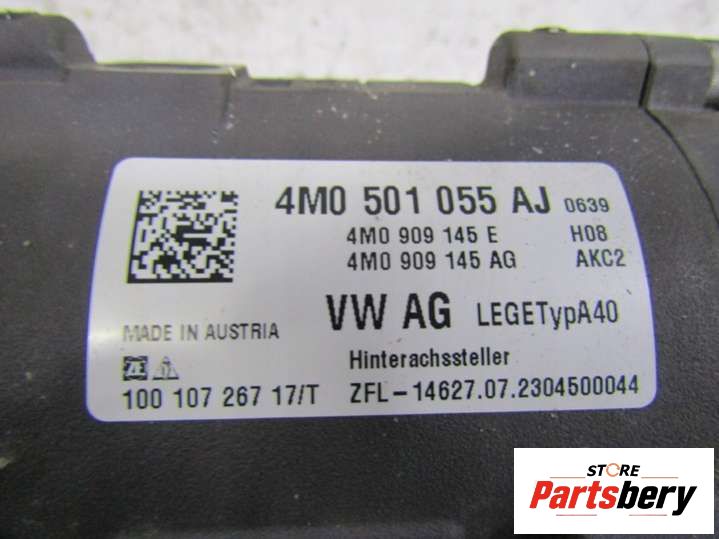 4M0 501 055 AJ 0639
4M0 909 145 E H08
4M0 909 145 AG AKC2
VW AG LEGETypA40
MADE IN AUSTRIA
Hinterachssteller
ZF
100 107 267 17/T ZFL-14627.07.2304500044
STORE
Partsbery